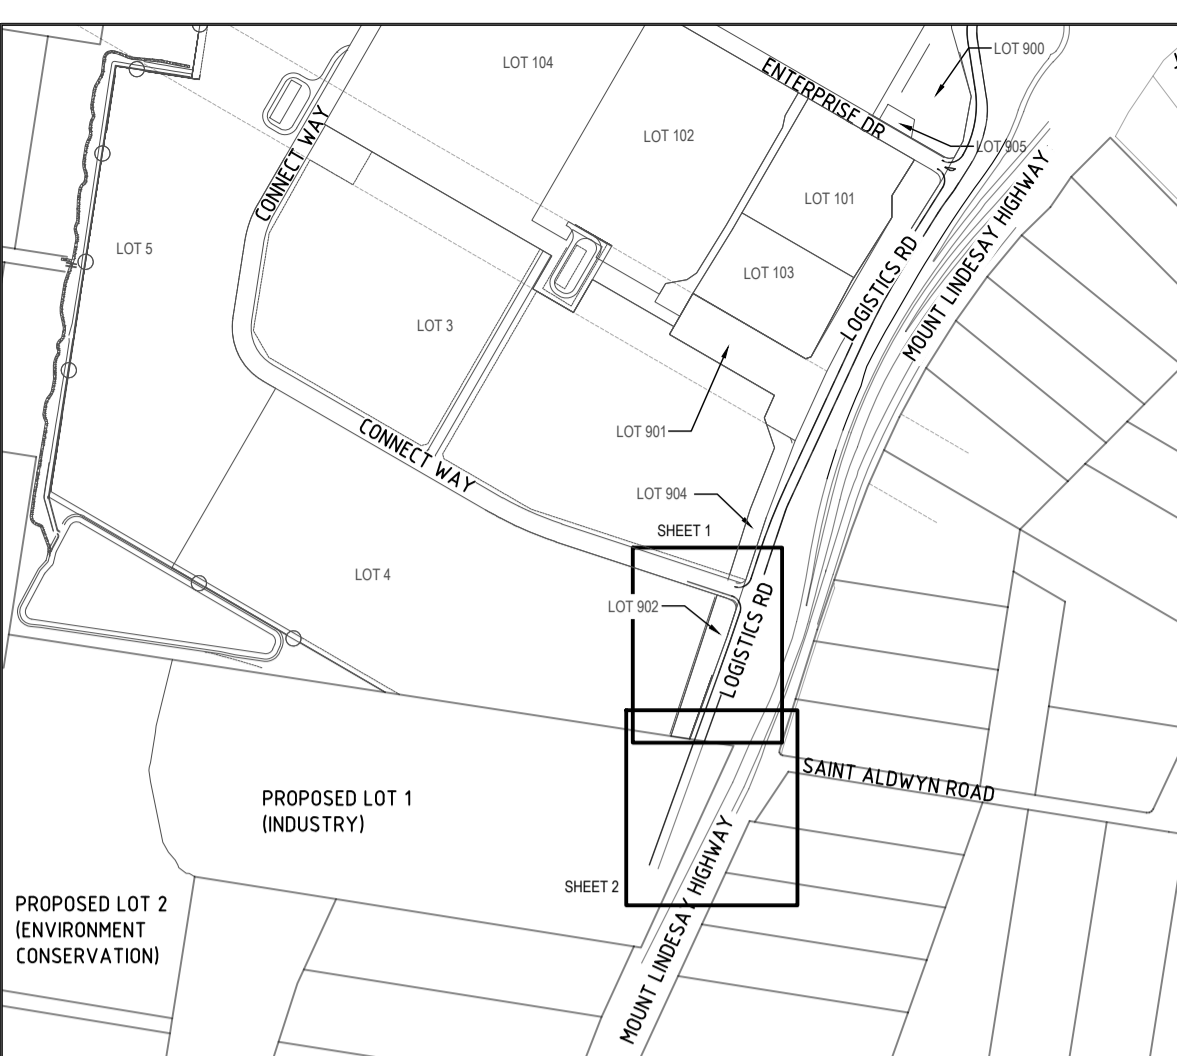 LOT 900
LOT 104
ENTERPRISE DR
LOT 102
LOT 905
CONNECT WAY
LOT 101
MOUNT LINDESAY HIGHWAY
LOT 5
LOGISTICS RD
LOT 103
LOT 3
LOT 901
CONNECT WAY
LOT 904
SHEET 1
LOT 4
LOT 902
LOGISTICS RD
SAINT ALDWYN ROAD
PROPOSED LOT 1
(INDUSTRY)
SHEET 2
MOUNT LINDESAY HIGHWAY
PROPOSED LOT 2
(ENVIRONMENT
CONSERVATION)